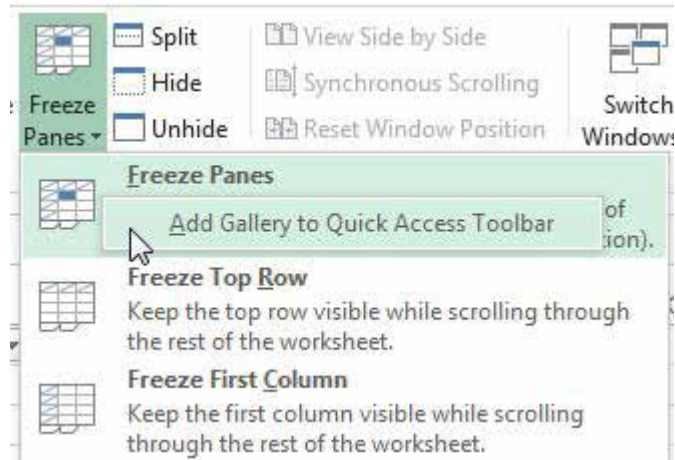 Split
View Side by Side
Hide
Synchronous Scrolling
Freeze Panes
Unhide
Reset Window Position
Switch Windows
Freeze Panes
of
Add Gallery to Quick Access Toolbar
ion).
Freeze Top Row
Keep the top row visible while scrolling through
the rest of the worksheet.
Freeze First Column
Keep the first column visible while scrolling
through the rest of the worksheet.